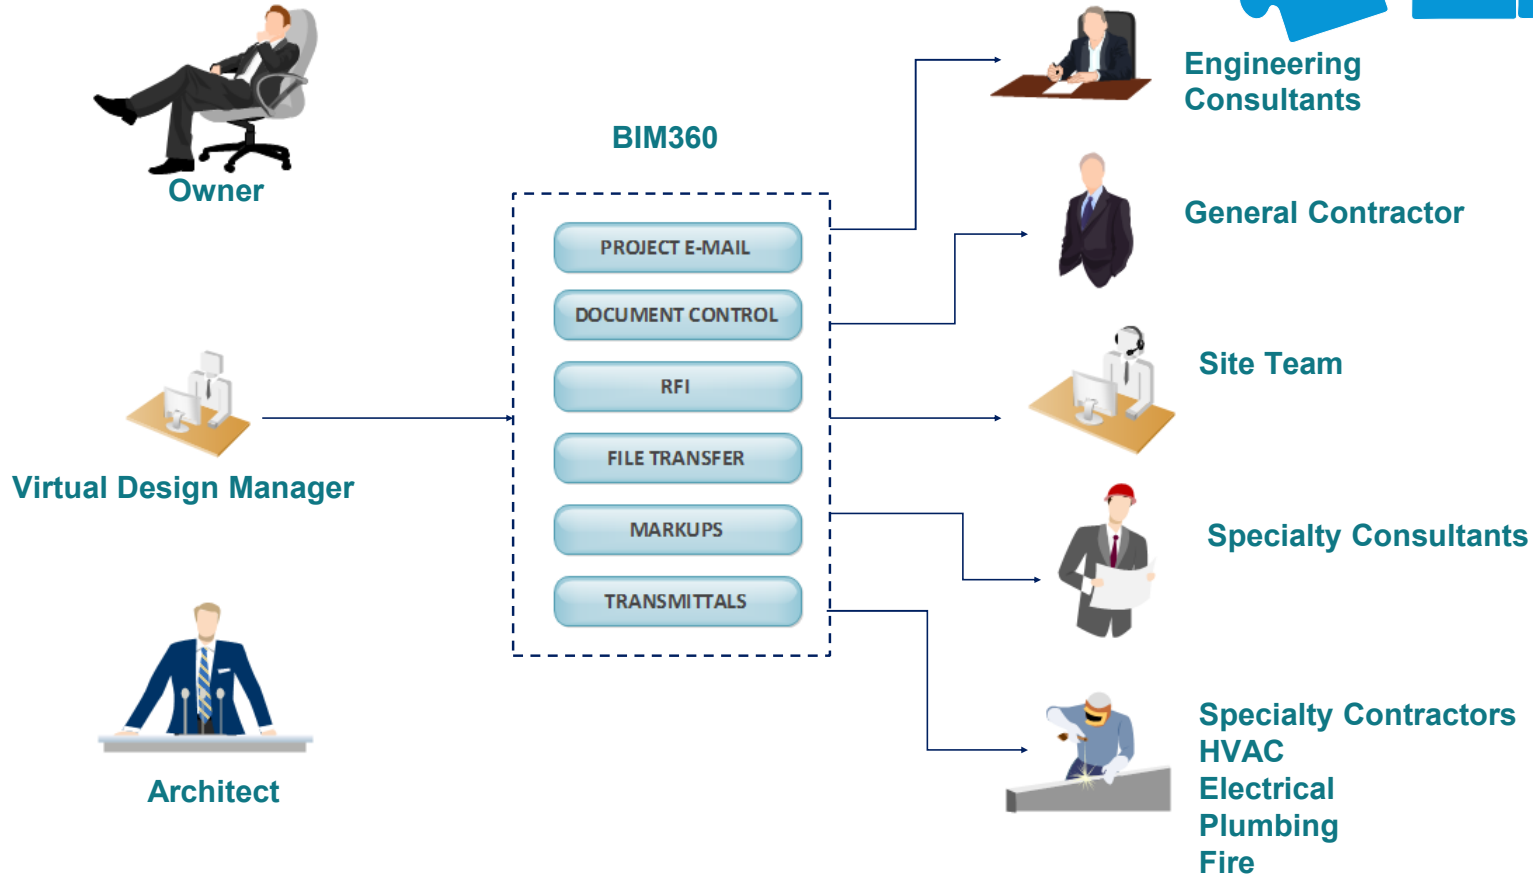 Owner
Virtual Design Manager
Architect
BIM360
PROJECT E-MAIL
DOCUMENT CONTROL
RFI
FILE TRANSFER
MARKUPS
TRANSMITTALS
Engineering
Consultants
General Contractor
Site Team
Specialty Consultants
Specialty Contractors
HVAC
Electrical
Plumbing
Fire